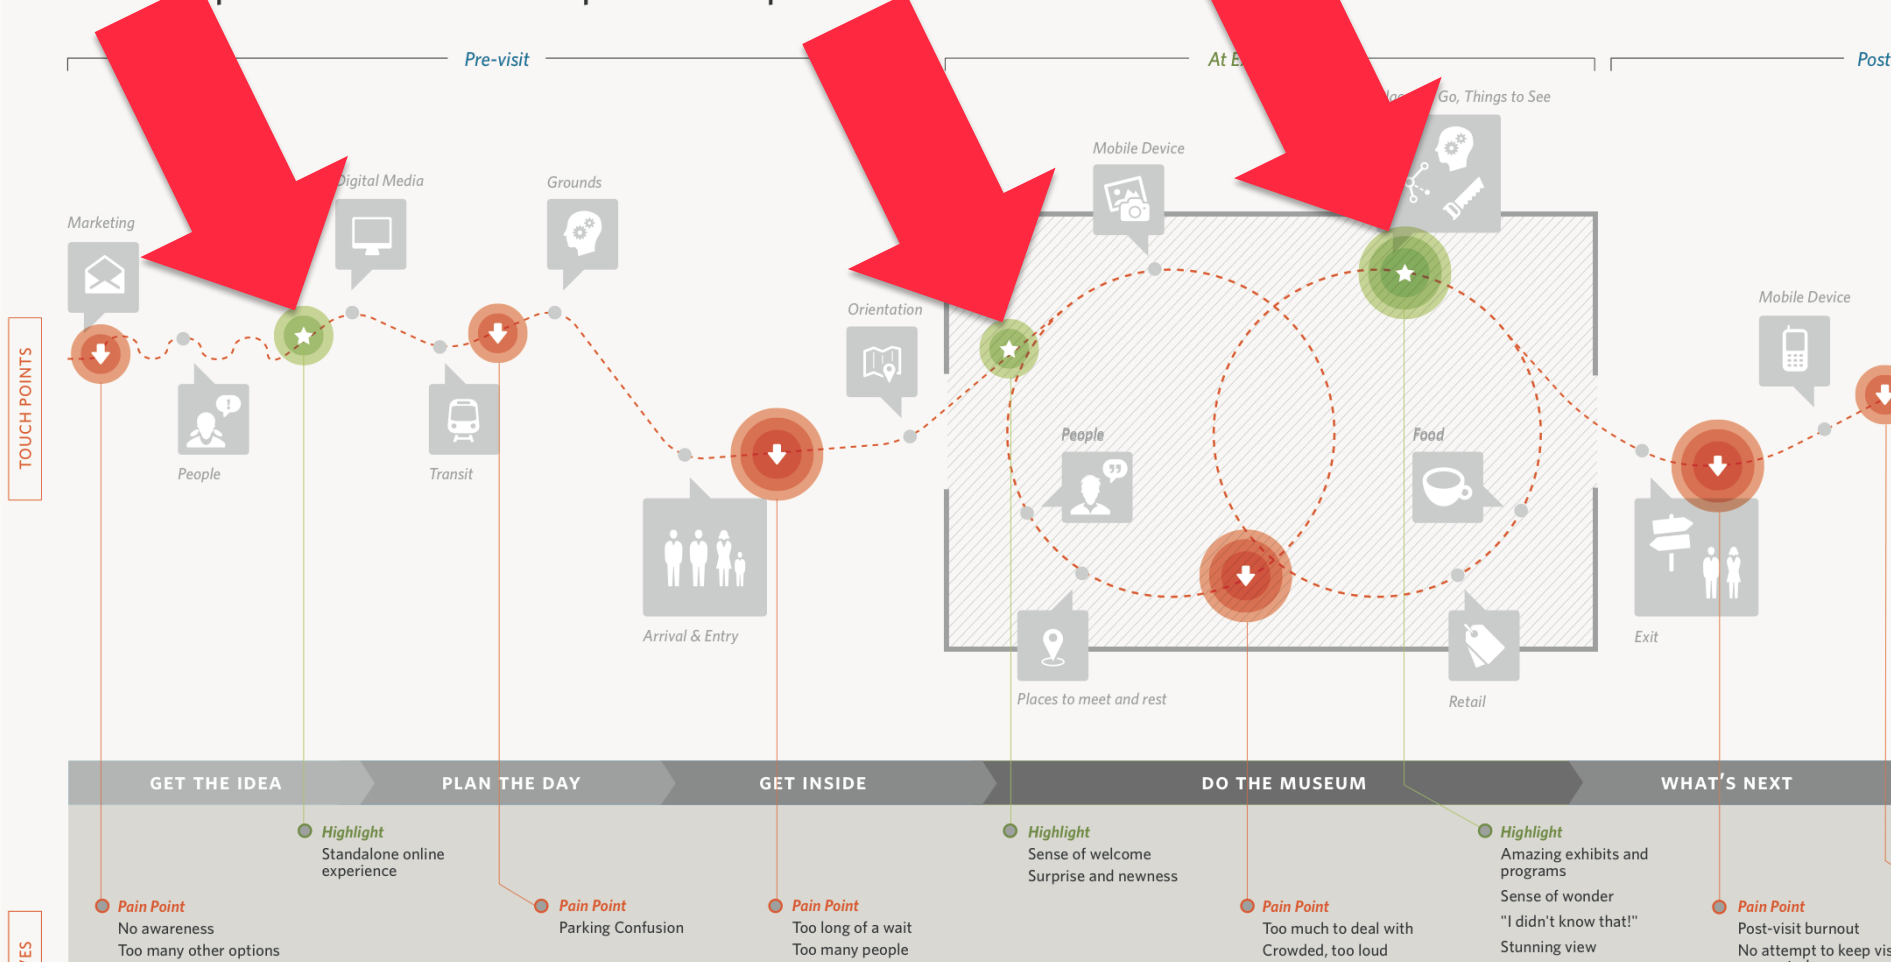 Pre-visit
At E
Post
Go, Things to See
Mobile Device
Digital Media
Grounds
Marketing
Orientation
Mobile Device
TOUCH POINTS
People
Food
People
Transit
Arrival & Entry
Exit
Places to meet and rest
Retail
GET THE IDEA
PLAN THE DAY
GET INSIDE
DO THE MUSEUM
WHAT'S NEXT
Highlight
Standalone online
experience
Highlight
Sense of welcome
Surprise and newness
Highlight
Amazing exhibits and
programs
Sense of wonder
"I didn't know that!"
Stunning view
Pain Point
No awareness
Too many other options
Pain Point
Parking Confusion
Pain Point
Too long of a wait
Too many people
Pain Point
Too much to deal with
Crowded, too loud
Pain Point
Post-visit burnout
No attempt to keep vis